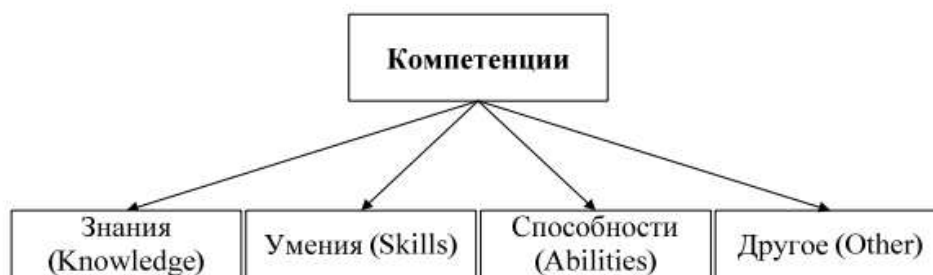 Компетенции
Знания
(Knowledge)
Умения (Skills)
Способности
(Abilities)
Другое (Other)